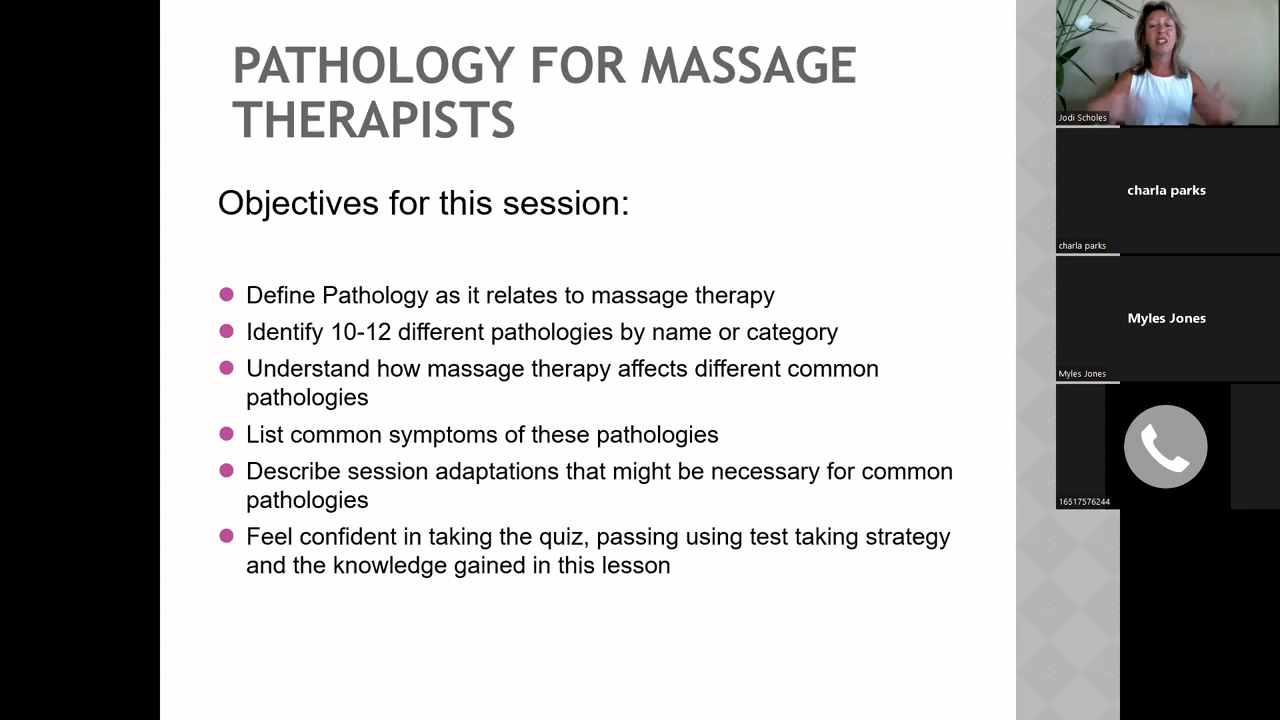 PATHOLOGY FOR MASSAGE
THERAPISTS
Objectives for this session:
Define Pathology as it relates to massage therapy
Identify 10-12 different pathologies by name or category
Understand how massage therapy affects different common
pathologies
List common symptoms of these pathologies
Describe session adaptations that might be necessary for common
pathologies
Feel confident in taking the quiz, passing using test taking strategy
and the knowledge gained in this lesson
Jodi Scholes
charla parks
charla parks
Myles Jones
Myles Jones
16517576244